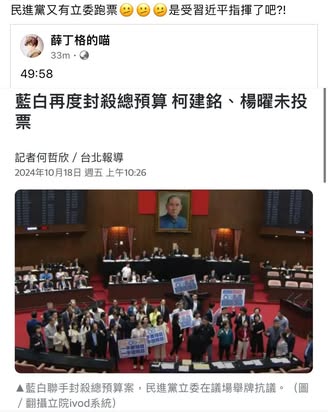 民進黨又有立委跑票🫤🫤🫤是受習近平指揮了吧?!
薛丁格的喵
33m
49:58
藍白再度封殺總預算 柯建銘、楊曜未投
票
記者何哲欣 / 台北報導
2024年10月18日 週五 上午10:26
▲藍白聯手封殺總預算案，民進黨立委在議場舉牌抗議。（圖
/ 翻攝立院ivod系統）